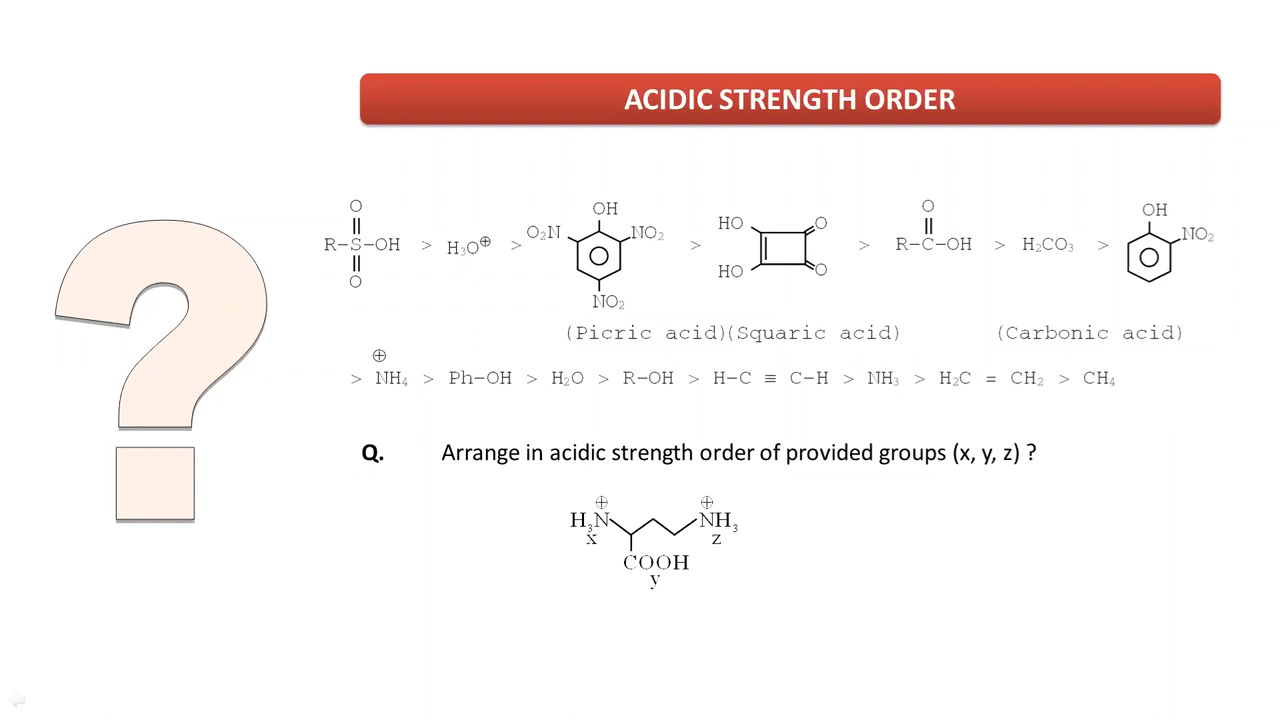 ACIDIC STRENGTH ORDER
O OH O
R–S–OH > H₃O⊕ > O₂N NO₂ > HO O > R–C–OH > H₂CO₃ > OH NO₂
O NO₂ HO O
(Picric acid)(Squaric acid) (Carbonic acid)
⊕
> NH₄ > Ph–OH > H₂O > R–OH > H–C ≡ C–H > NH₃ > H₂C = CH₂ > CH₄
Q. Arrange in acidic strength order of provided groups (x, y, z) ?
⊕ ⊕
H₃N NH₃
x z
COOH
y